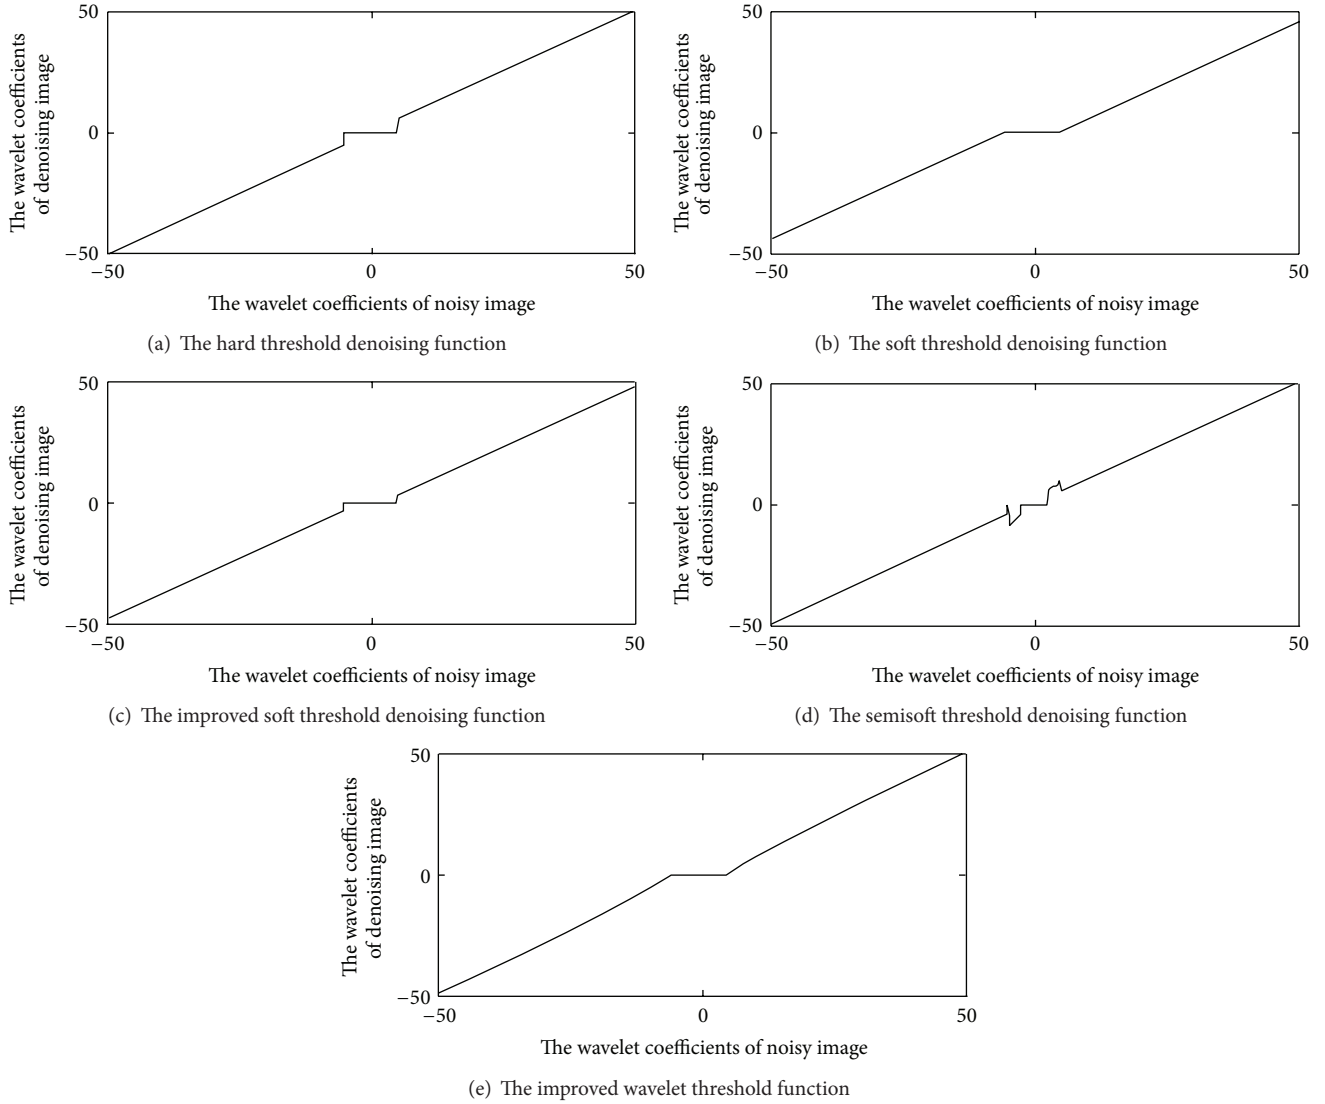 50
0
−50
−50
0
50
The wavelet coefficients
of denoising image
The wavelet coefficients of noisy image
(a) The hard threshold denoising function
50
0
−50
−50
0
50
The wavelet coefficients
of denoising image
The wavelet coefficients of noisy image
(b) The soft threshold denoising function
50
0
−50
−50
0
50
The wavelet coefficients
of denoising image
The wavelet coefficients of noisy image
(c) The improved soft threshold denoising function
50
0
−50
−50
0
50
The wavelet coefficients
of denoising image
The wavelet coefficients of noisy image
(d) The semisoft threshold denoising function
50
0
−50
−50
0
50
The wavelet coefficients
of denoising image
The wavelet coefficients of noisy image
(e) The improved wavelet threshold function